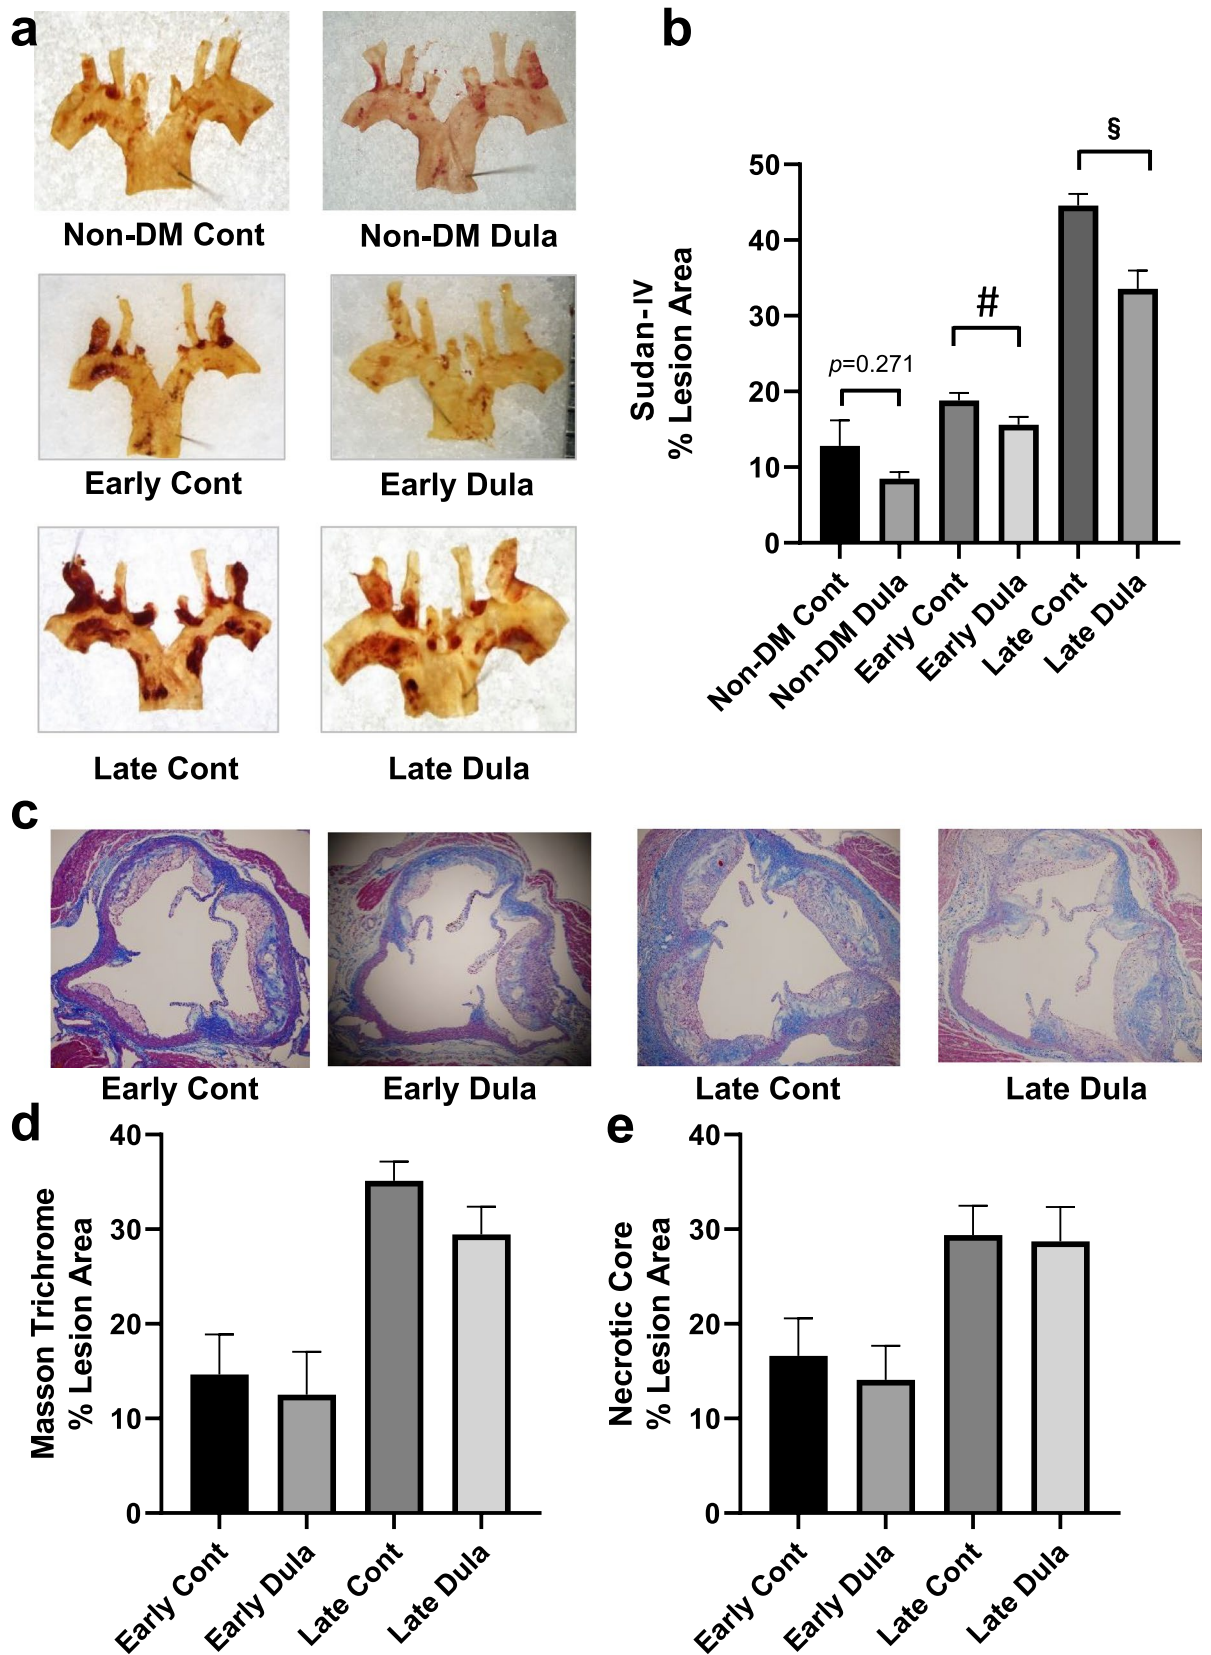 a
Non-DM Cont
Non-DM Dula
Early Cont
Early Dula
Late Cont
Late Dula
b
Sudan-IV
% Lesion Area
50
40
30
20
10
0
p=0.271
#
§
Non-DM Cont
Non-DM Dula
Early Cont
Early Dula
Late Cont
Late Dula
c
Early Cont
Early Dula
Late Cont
Late Dula
d
Masson Trichrome
% Lesion Area
40
30
20
10
0
Early Cont
Early Dula
Late Cont
Late Dula
e
Necrotic Core
% Lesion Area
40
30
20
10
0
Early Cont
Early Dula
Late Cont
Late Dula